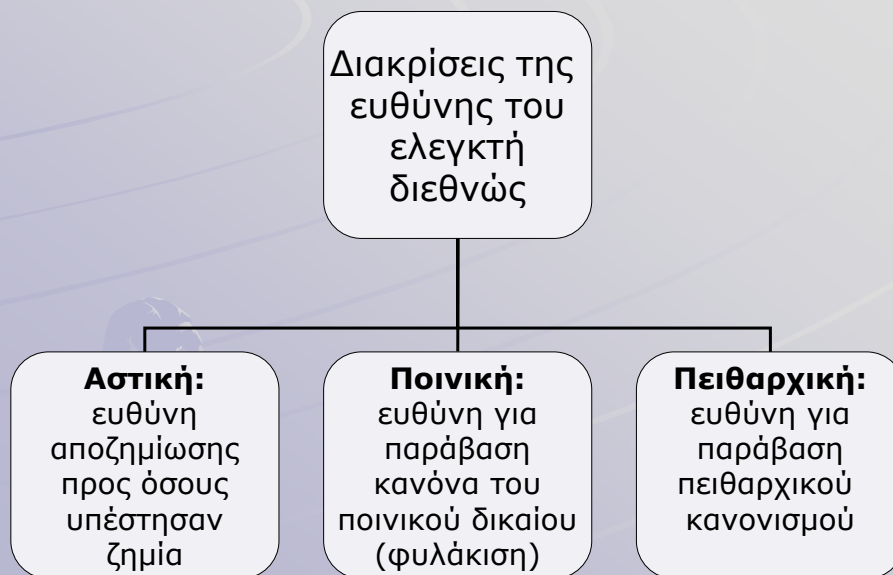 Διακρίσεις της
ευθύνης του
ελεγκτή
διεθνώς
Αστική:
ευθύνη
αποζημίωσης
προς όσους
υπέστησαν
ζημία
Ποινική:
ευθύνη για
παράβαση
κανόνα του
ποινικού δικαίου
(φυλάκιση)
Πειθαρχική:
ευθύνη για
παράβαση
πειθαρχικού
κανονισμού